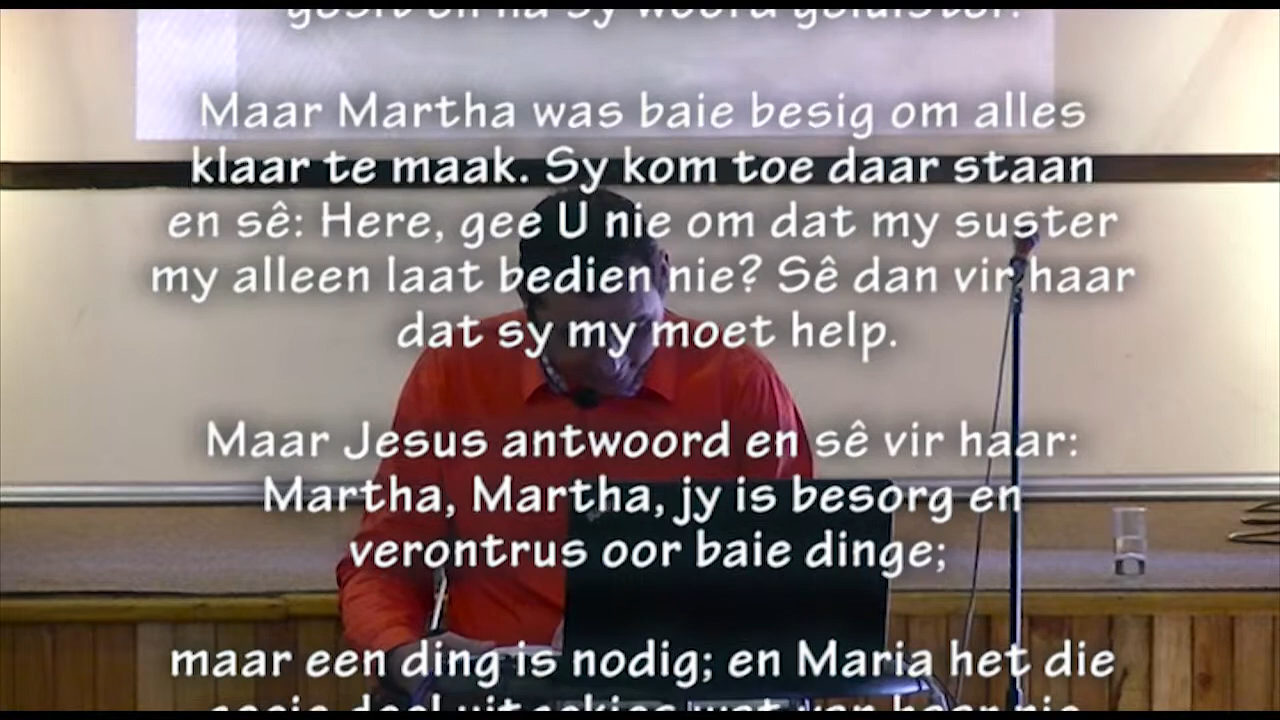 Maar Martha was baie besig om alles
klaar te maak. Sy kom toe daar staan
en sê: Here, gee U nie om dat my suster
my alleen laat bedien nie? Sê dan vir haar
dat sy my moet help.
Maar Jesus antwoord en sê vir haar:
Martha, Martha, jy is besorg en
verontrus oor baie dinge;
maar een ding is nodig; en Maria het die